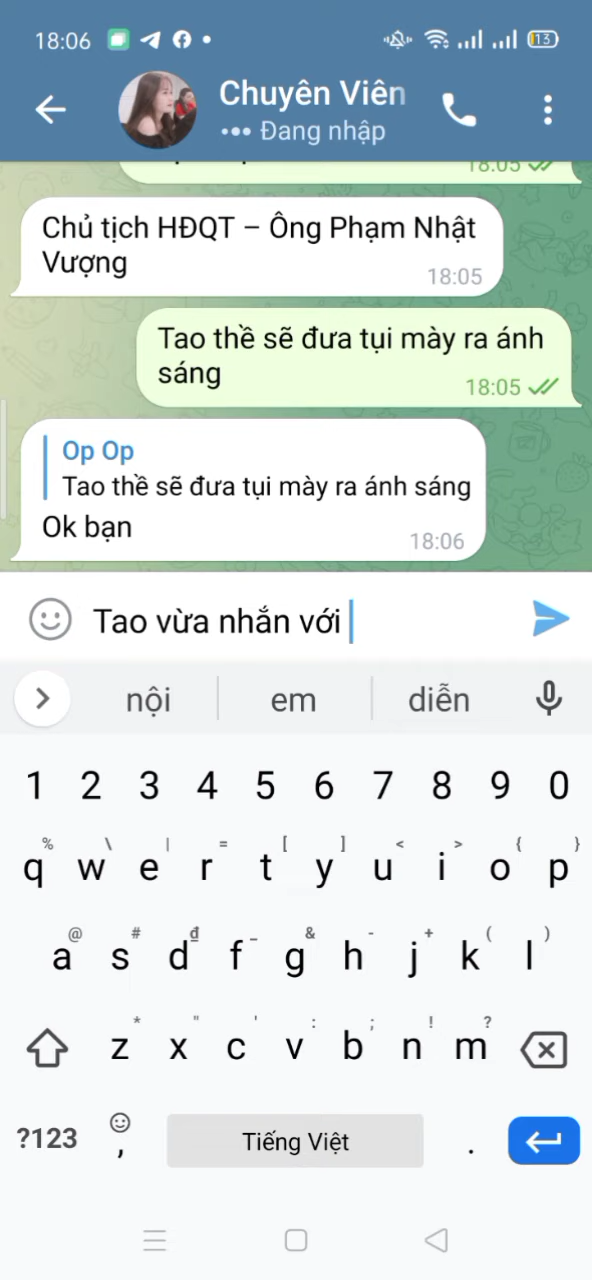 18:06
13
Chuyên Viên
Đang nhập
18:05
Chủ tịch HĐQT – Ông Phạm Nhật
Vượng
18:05
Tao thề sẽ đưa tụi mày ra ánh
sáng
18:05
Op Op
Tao thề sẽ đưa tụi mày ra ánh sáng
Ok bạn
18:06
Tao vừa nhắn với
nội em diễn
1 2 3 4 5 6 7 8 9 0
% \ | = [ ] < > { }
q w e r t y u i o p
@ # đ _ & - + ( )
a s d f g h j k l
* " ' : ; ! ?
z x c v b n m
?123 , Tiếng Việt .